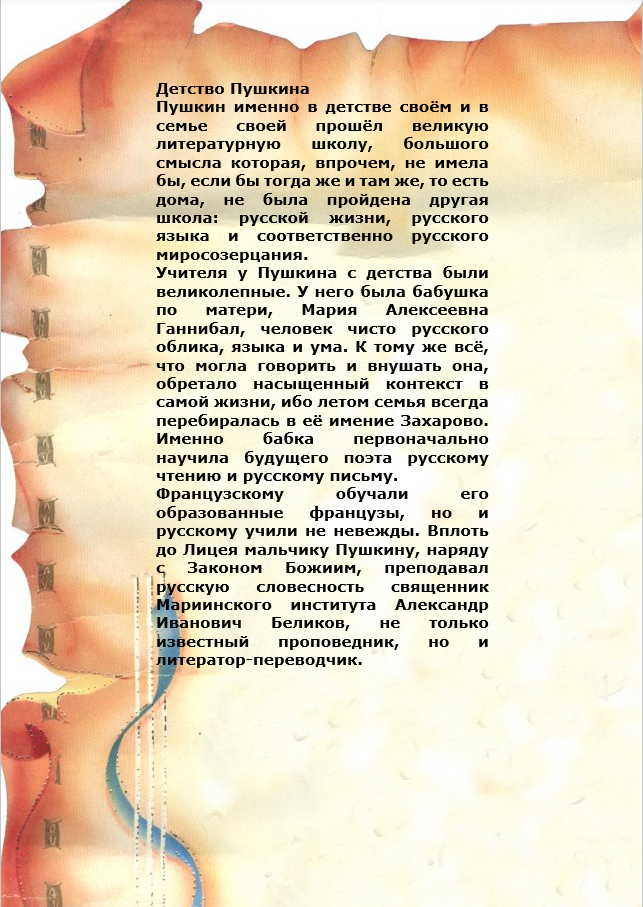 Детство Пушкина
Пушкин именно в детстве своём и в
семье своей прошёл великую
литературную школу, большого
смысла которая, впрочем, не имела
бы, если бы тогда же и там же, то есть
дома, не была пройдена другая
школа: русской жизни, русского
языка и соответственно русского
миросозерцания.
Учителя у Пушкина с детства были
великолепные. У него была бабушка
по матери, Мария Алексеевна
Ганнибал, человек чисто русского
облика, языка и ума. К тому же всё,
что могла говорить и внушать она,
обретало насыщенный контекст в
самой жизни, ибо летом семья всегда
перебиралась в её имение Захарово.
Именно бабка первоначально
научила будущего поэта русскому
чтению и русскому письму.
Французскому обучали его
образованные французы, но и
русскому учили не невежды. Вплоть
до Лицея мальчику Пушкину, наряду
с Законом Божиим, преподавал
русскую словесность священник
Мариинского института Александр
Иванович Беликов, не только
известный проповедник, но и
литератор-переводчик.